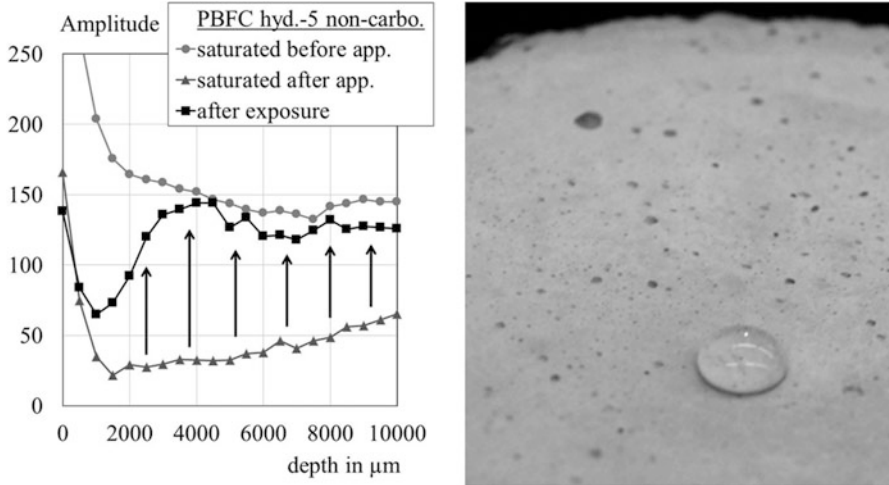 Amplitude
PBFC hyd.-5 non-carbo.
saturated before app.
saturated after app.
after exposure
250
200
150
100
50
0
0 2000 4000 6000 8000 10000
depth in µm